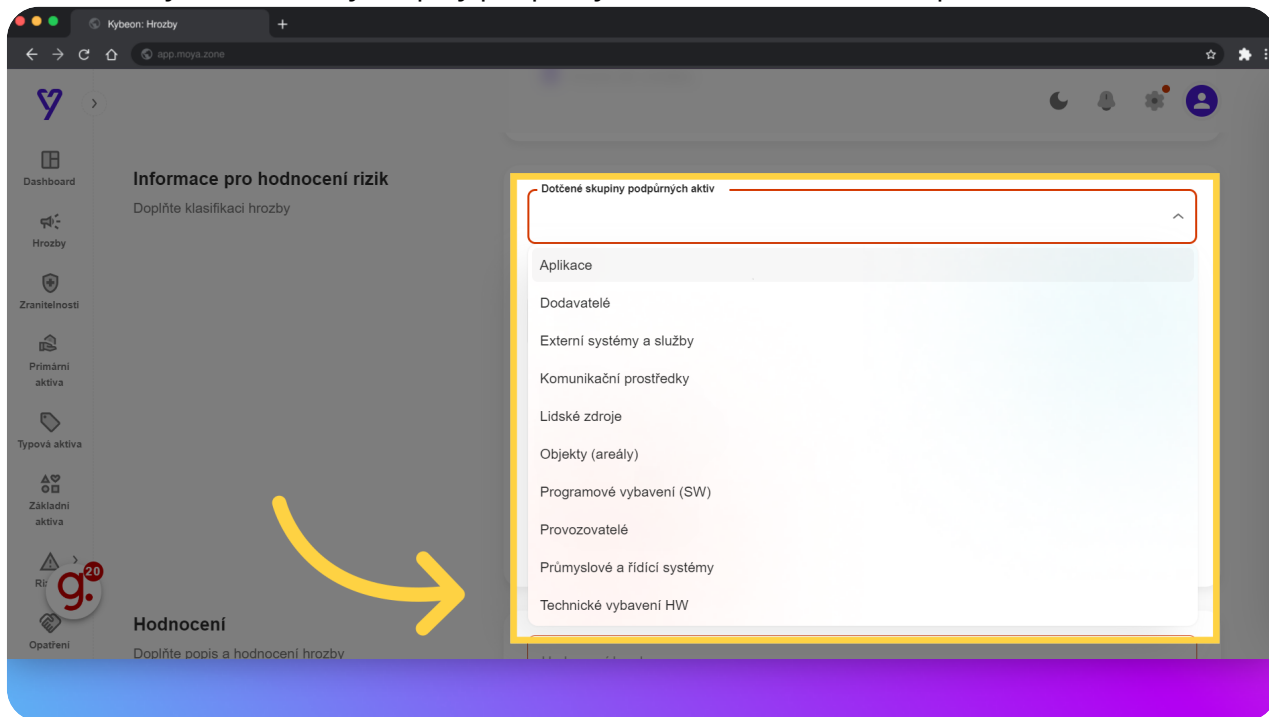 Kybeon: Hrozby
app.moya.zone
Dashboard
Hrozby
Zranitelnosti
Primární
aktiva
Typová aktiva
Základní
aktiva
g.
20
Opatření
Informace pro hodnocení rizik
Doplňte klasifikaci hrozby
Dotčené skupiny podpůrných aktiv
Aplikace
Dodavatelé
Externí systémy a služby
Komunikační prostředky
Lidské zdroje
Objekty (areály)
Programové vybavení (SW)
Provozovatelé
Průmyslové a řídící systémy
Technické vybavení HW
Hodnocení
Doplňte popis a hodnocení hrozby